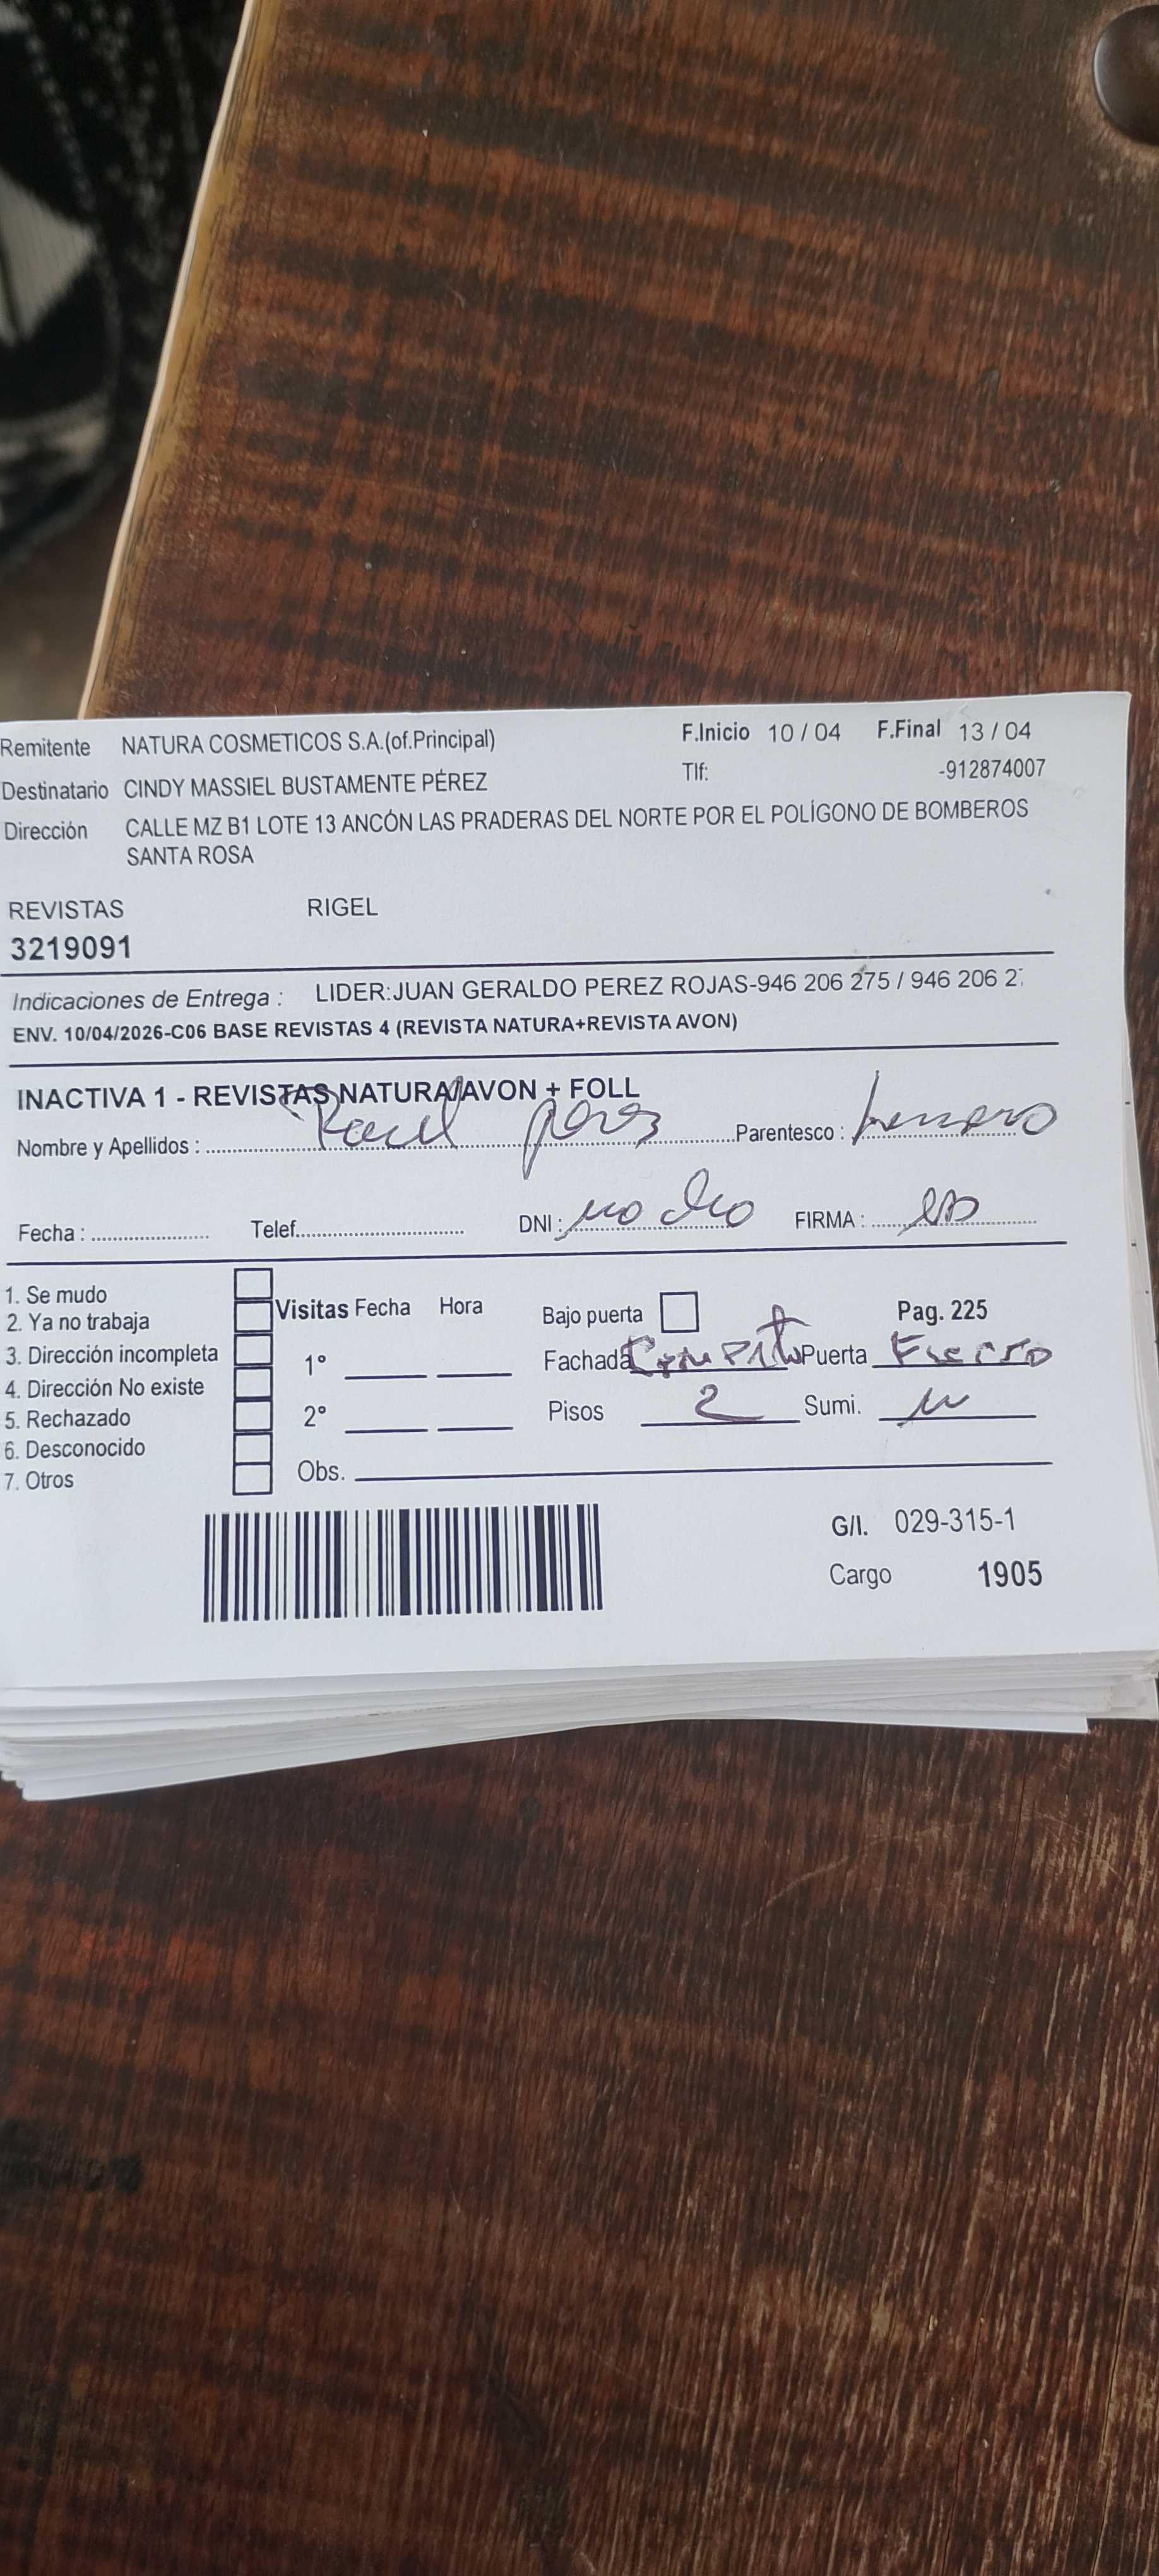 Remitente NATURA COSMETICOS S.A.(of.Principal) F.Inicio 10 / 04 F.Final 13 / 04
Destinatario CINDY MASSIEL BUSTAMENTE PÉREZ Tlf: -912874007
Dirección CALLE MZ B1 LOTE 13 ANCÓN LAS PRADERAS DEL NORTE POR EL POLÍGONO DE BOMBEROS
SANTA ROSA
REVISTAS RIGEL
3219091
Indicaciones de Entrega : LIDER:JUAN GERALDO PEREZ ROJAS-946 206 275 / 946 206 2
ENV. 10/04/2026-C06 BASE REVISTAS 4 (REVISTA NATURA+REVISTA AVON)
INACTIVA 1 - REVISTAS NATURA/AVON + FOLL
Nombre y Apellidos : Parentesco :
Fecha : Telef. DNI : no dio FIRMA :
1. Se mudo
2. Ya no trabaja Visitas Fecha Hora Bajo puerta Pag. 225
3. Dirección incompleta 1° Fachada Puerta Fierro
4. Dirección No existe
5. Rechazado 2° Pisos 2 Sumi.
6. Desconocido
7. Otros Obs.
G/I. 029-315-1
Cargo 1905